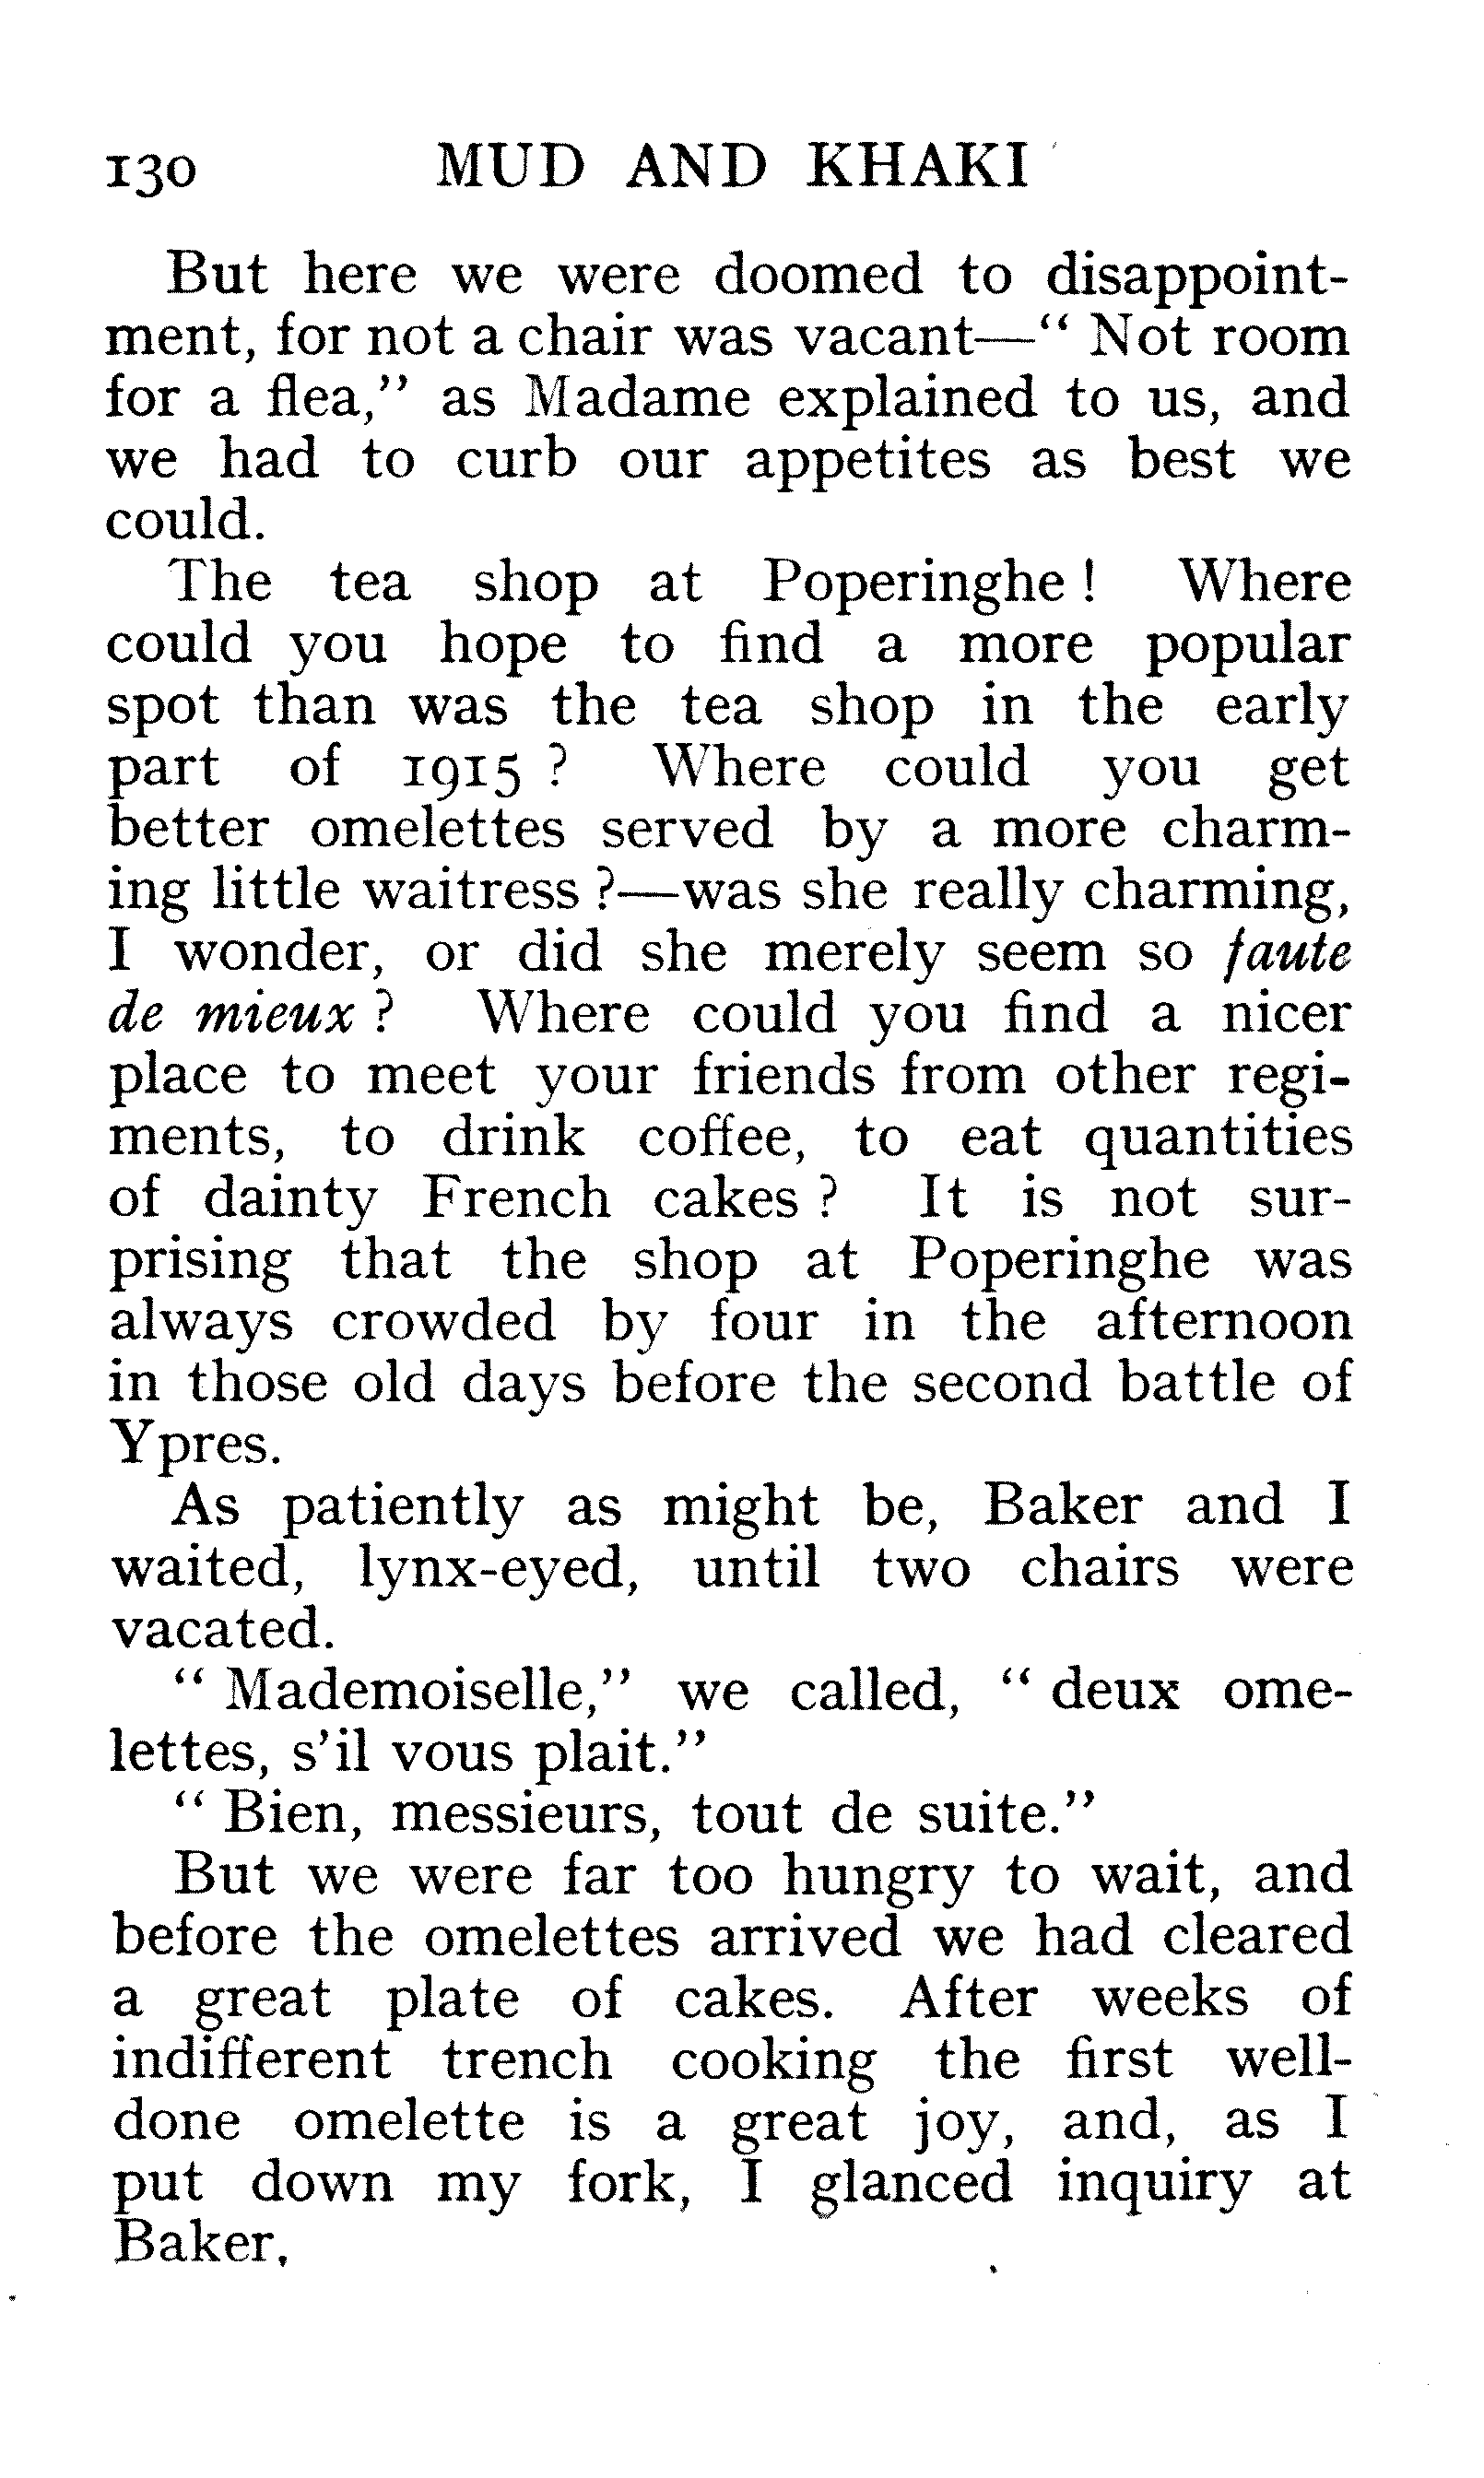 130 MUD AND KHAKI
But here we were doomed to disappoint-
ment, for not a chair was vacant—“ Not room
for a flea,” as Madame explained to us, and
we had to curb our appetites as best we
could.
The tea shop at Poperinghe ! Where
could you hope to find a more popular
spot than was the tea shop in the early
part of 1915 ? Where could you get
better omelettes served by a more charm-
ing little waitress ?—was she really charming,
I wonder, or did she merely seem so faute
de mieux ? Where could you find a nicer
place to meet your friends from other regi-
ments, to drink coffee, to eat quantities
of dainty French cakes ? It is not sur-
prising that the shop at Poperinghe was
always crowded by four in the afternoon
in those old days before the second battle of
Ypres.
As patiently as might be, Baker and I
waited, lynx-eyed, until two chairs were
vacated.
“ Mademoiselle,” we called, “ deux ome-
lettes, s’il vous plait.”
“ Bien, messieurs, tout de suite.”
But we were far too hungry to wait, and
before the omelettes arrived we had cleared
a great plate of cakes. After weeks of
indifferent trench cooking the first well-
done omelette is a great joy, and, as I
put down my fork, I glanced inquiry at
Baker.